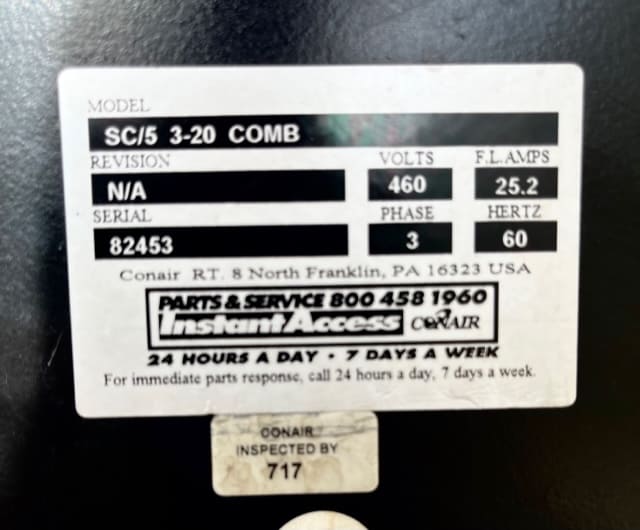 MODEL
SC/5 3-20 COMB
REVISION VOLTS F.L.AMPS
N/A 460 25.2
SERIAL PHASE HERTZ
82453 3 60
Conair RT. 8 North Franklin, PA 16323 USA
PARTS & SERVICE 800 458 1960
Instant Access CONAIR
24 HOURS A DAY • 7 DAYS A WEEK
For immediate parts response, call 24 hours a day, 7 days a week.
CONAIR
INSPECTED BY
717